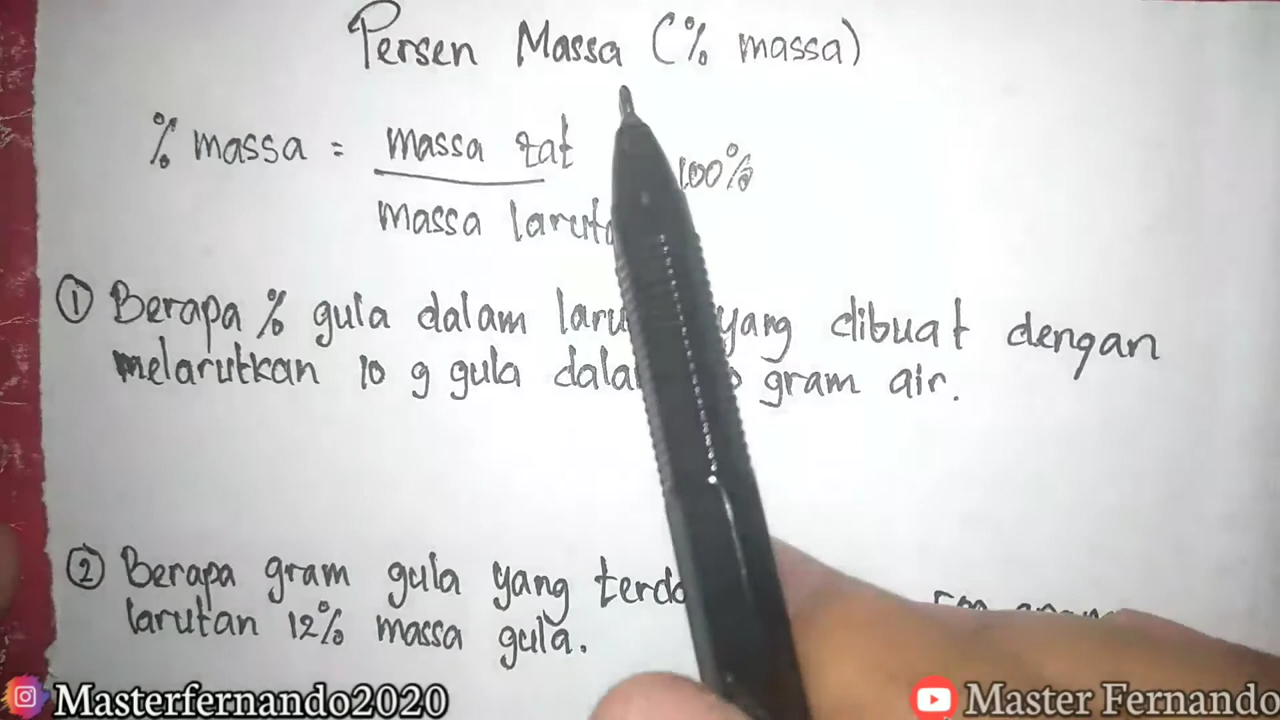 Persen Massa (% massa)
% massa = massa zat 100%
massa
① Berapa % gula dalam yang dibuat dengan
melarutkan 10 g gula gram air.
② Berapa gram gula yang
larutan 12% massa gula.
Masterfernando2020
Master Fernando